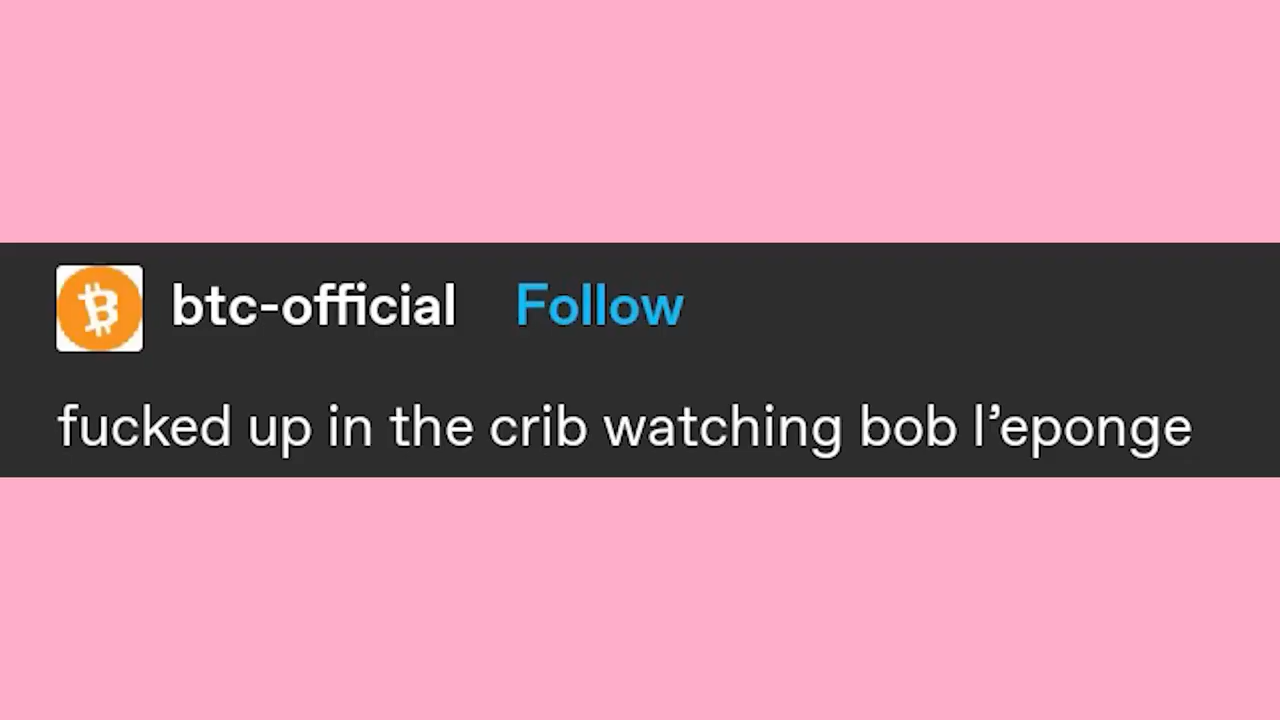 btc-official Follow
fucked up in the crib watching bob l’eponge